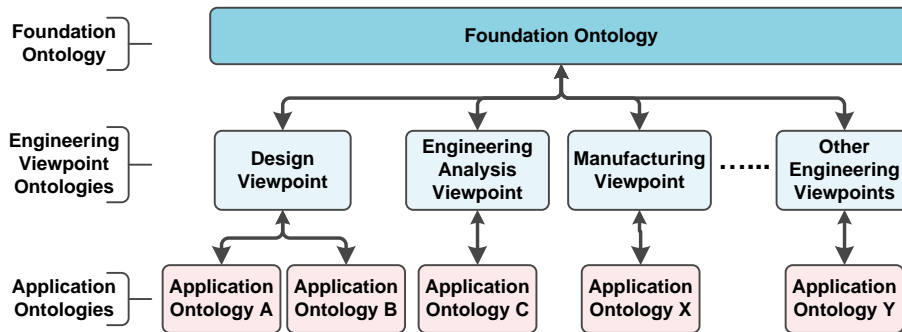 Foundation
Ontology
Foundation Ontology
Engineering
Viewpoint
Ontologies
Design
Viewpoint
Engineering
Analysis
Viewpoint
Manufacturing
Viewpoint
......
Other
Engineering
Viewpoints
Application
Ontologies
Application
Ontology A
Application
Ontology B
Application
Ontology C
Application
Ontology X
Application
Ontology Y